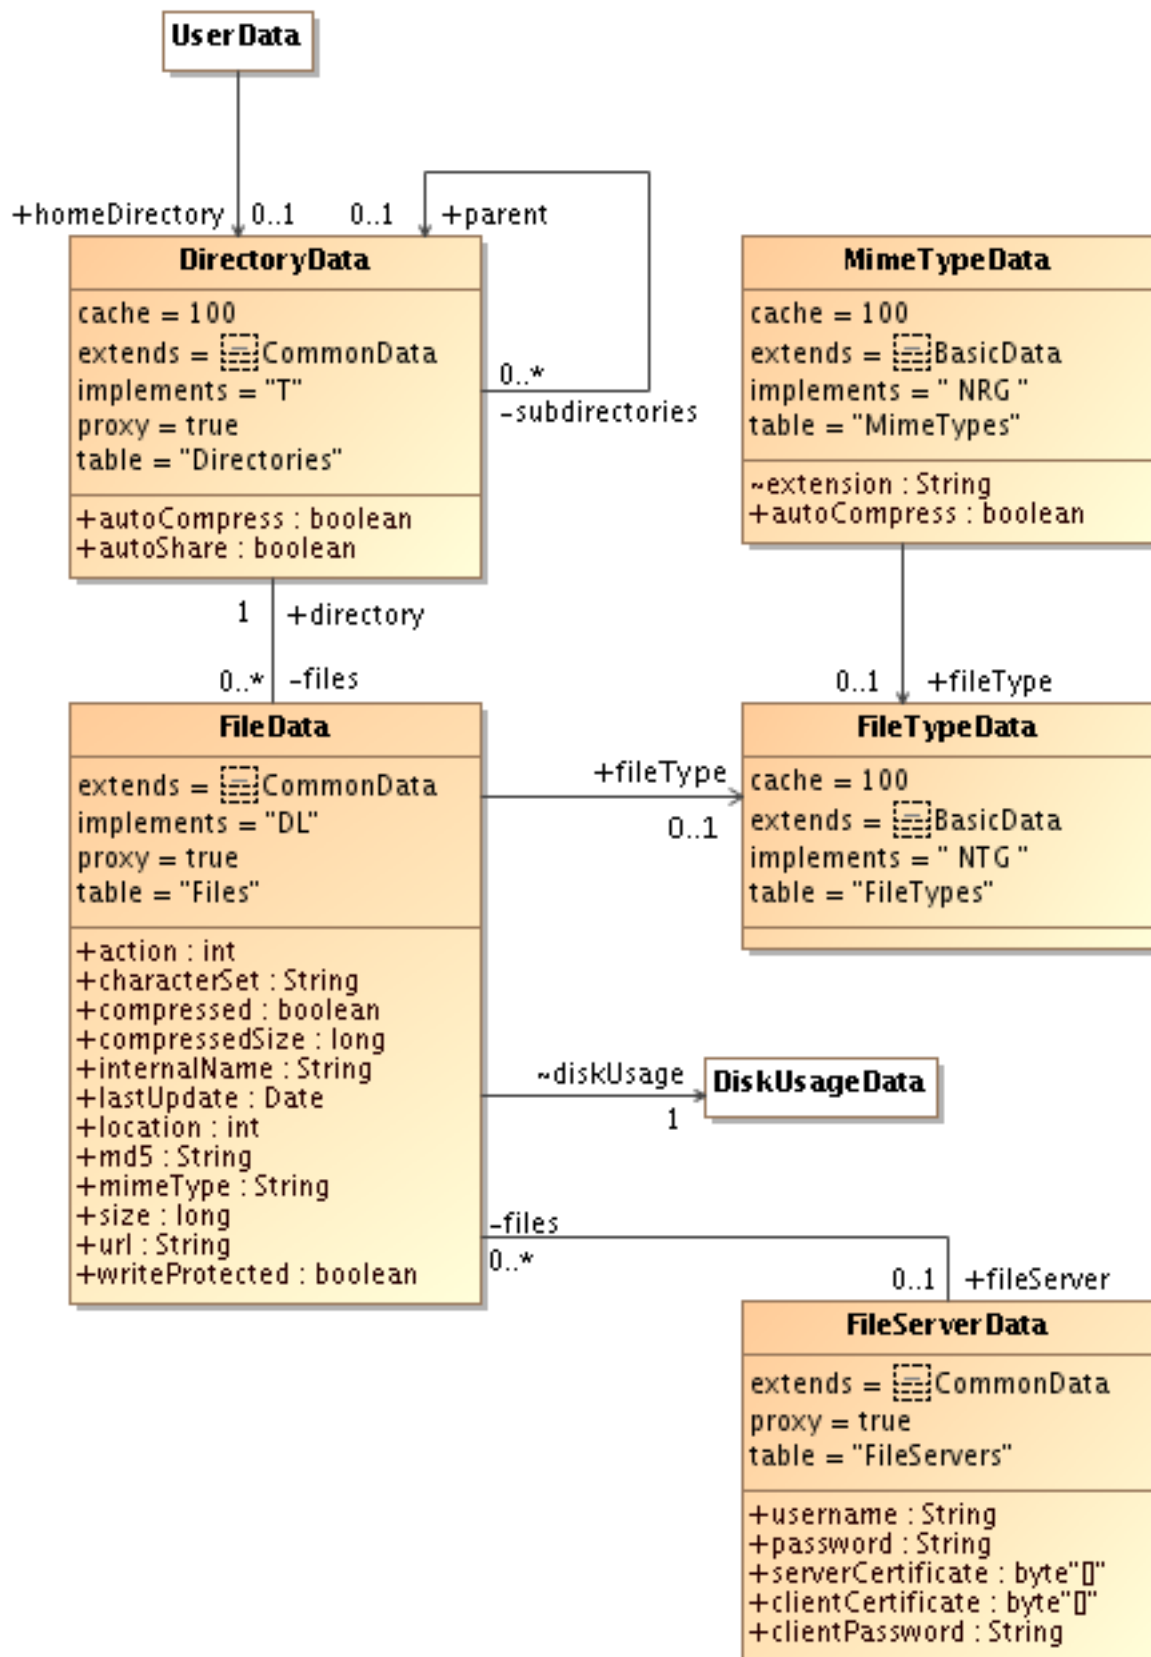 UserData
+homeDirectory 0..1 0..1 +parent
DirectoryData
cache = 100
extends = CommonData
implements = "T"
proxy = true
table = "Directories"
+autoCompress : boolean
+autoShare : boolean
0..*
-subdirectories
MimeTypeData
cache = 100
extends = BasicData
implements = " NRG "
table = "MimeTypes"
~extension : String
+autoCompress : boolean
1 +directory
0..* -files
0..1 +fileType
FileData
extends = CommonData
implements = "DL"
proxy = true
table = "Files"
+action : int
+characterSet : String
+compressed : boolean
+compressedSize : long
+internalName : String
+lastUpdate : Date
+location : int
+md5 : String
+mimeType : String
+size : long
+url : String
+writeProtected : boolean
+fileType
0..1
FileTypeData
cache = 100
extends = BasicData
implements = " NTG "
table = "FileTypes"
~diskUsage
1
DiskUsageData
-files
0..*
0..1 +fileServer
FileServerData
extends = CommonData
proxy = true
table = "FileServers"
+username : String
+password : String
+serverCertificate : byte"[]"
+clientCertificate : byte"[]"
+clientPassword : String